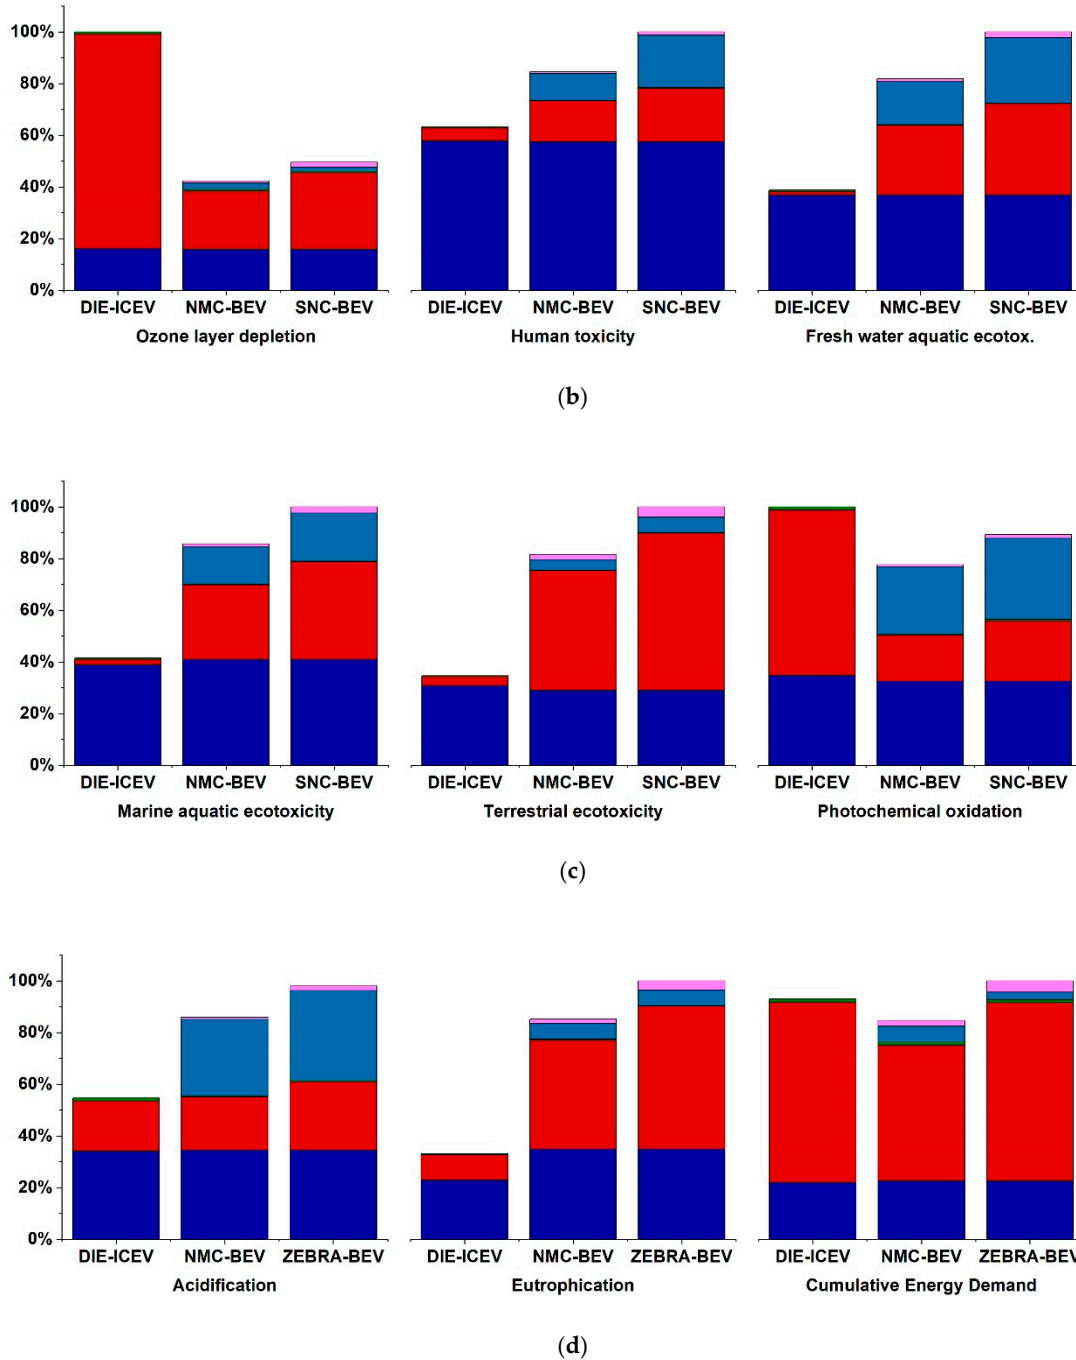 100%
80%
60%
40%
20%
0%
DIE-ICEV NMC-BEV SNC-BEV DIE-ICEV NMC-BEV SNC-BEV DIE-ICEV NMC-BEV SNC-BEV
Ozone layer depletion Human toxicity Fresh water aquatic ecotox.
(b)
100%
80%
60%
40%
20%
0%
DIE-ICEV NMC-BEV SNC-BEV DIE-ICEV NMC-BEV SNC-BEV DIE-ICEV NMC-BEV SNC-BEV
Marine aquatic ecotoxicity Terrestrial ecotoxicity Photochemical oxidation
(c)
100%
80%
60%
40%
20%
0%
DIE-ICEV NMC-BEV ZEBRA-BEV DIE-ICEV NMC-BEV ZEBRA-BEV DIE-ICEV NMC-BEV ZEBRA-BEV
Acidification Eutrophication Cumulative Energy Demand
(d)